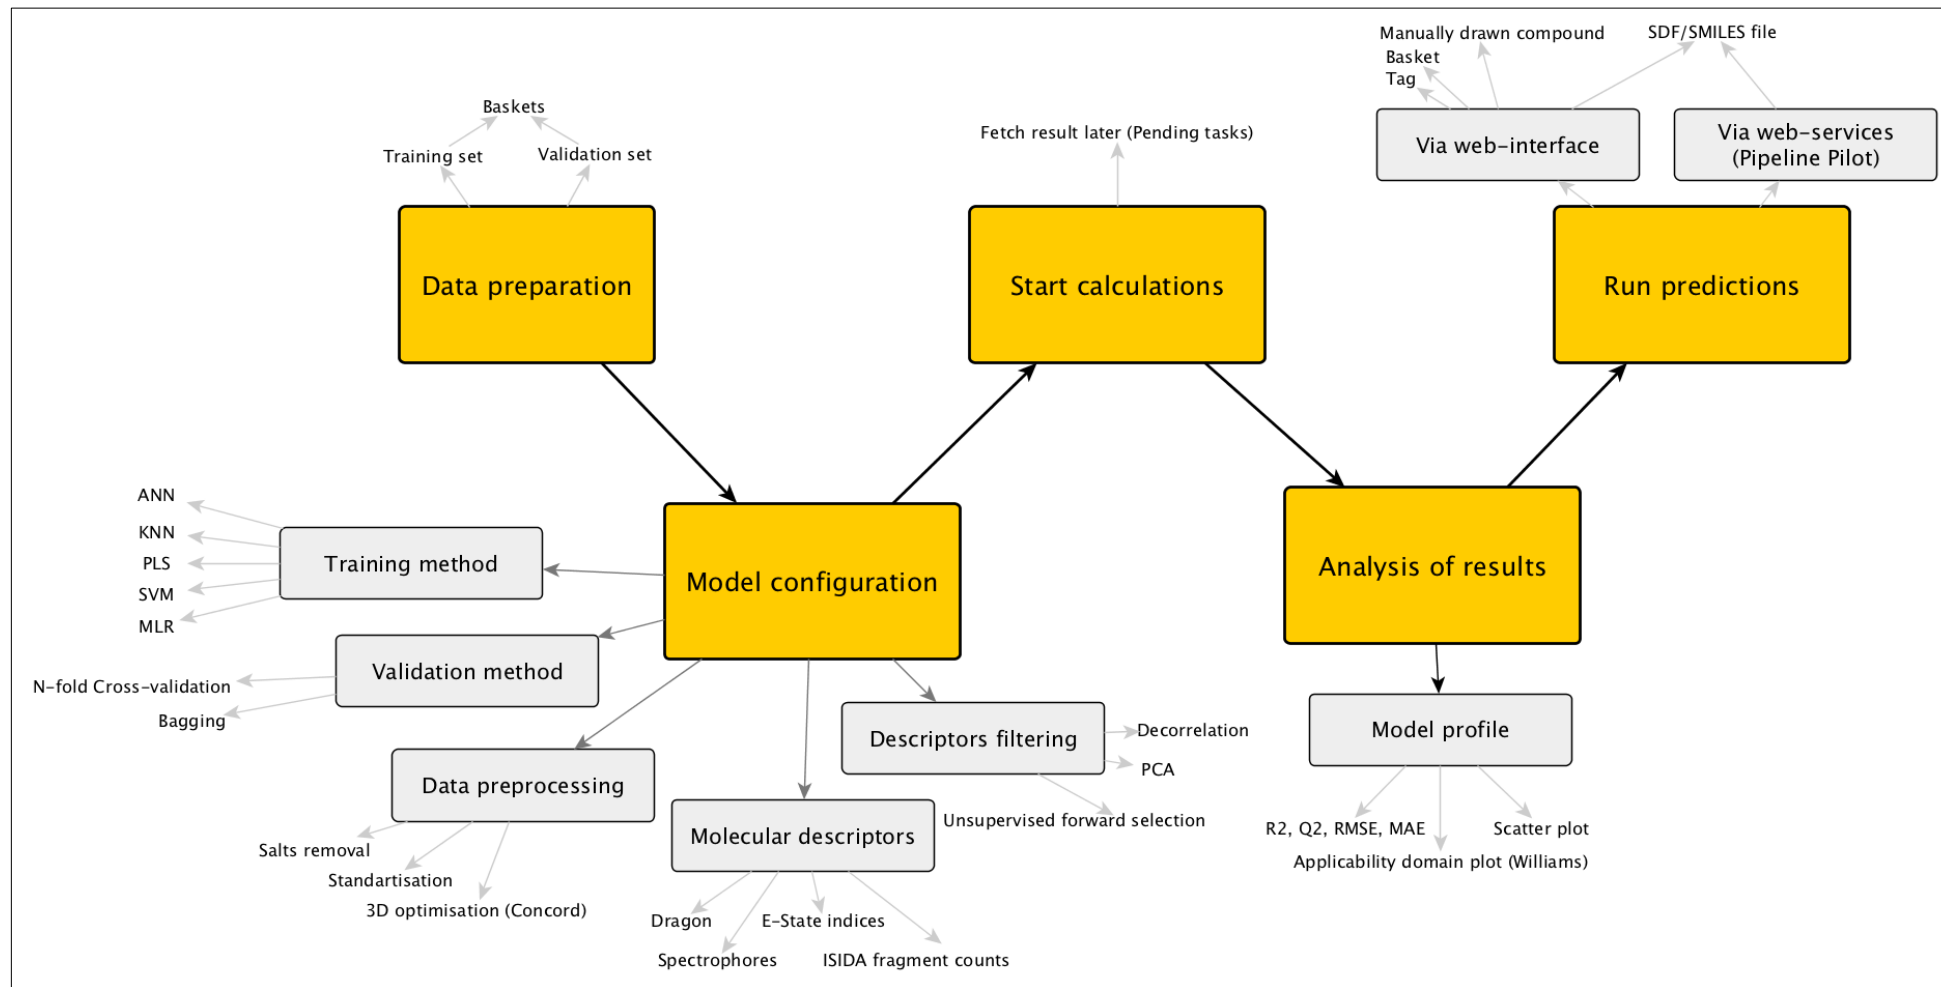 Manually drawn compound
SDF/SMILES file
Basket
Tag
Baskets
Training set
Validation set
Fetch result later (Pending tasks)
Via web-interface
Via web-services
(Pipeline Pilot)
Data preparation
Start calculations
Run predictions
ANN
KNN
PLS
SVM
MLR
Training method
Model configuration
Analysis of results
Validation method
N-fold Cross-validation
Bagging
Data preprocessing
Salts removal
Standartisation
3D optimisation (Concord)
Molecular descriptors
Dragon
E-State indices
Spectrophores
ISIDA fragment counts
Descriptors filtering
Decorrelation
PCA
Unsupervised forward selection
Model profile
R2, Q2, RMSE, MAE
Scatter plot
Applicability domain plot (Williams)